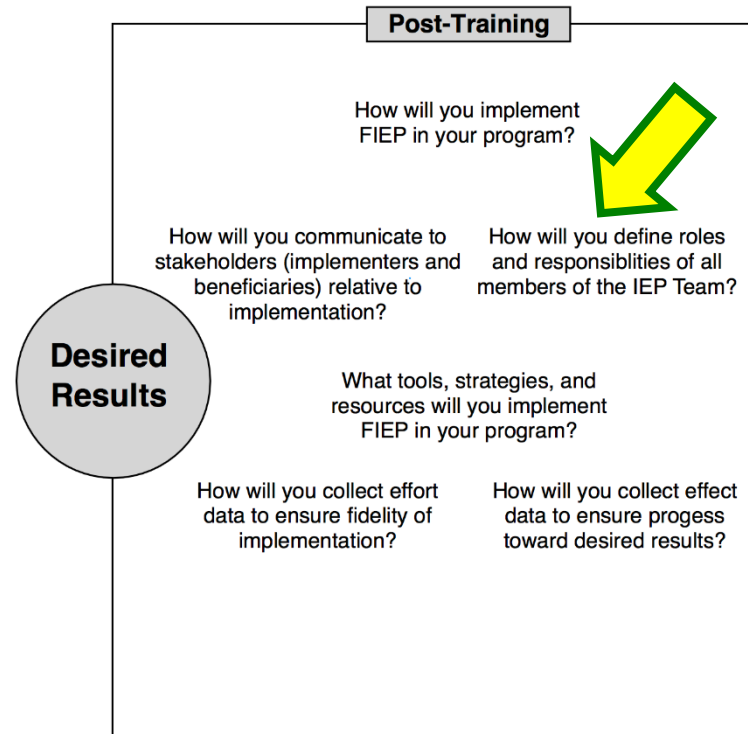 Post-Training
How will you implement
FIEP in your program?
How will you communicate to
stakeholders (implementers and
beneficiaries) relative to
implementation?
How will you define roles
and responsiblities of all
members of the IEP Team?
Desired
Results
What tools, strategies, and
resources will you implement
FIEP in your program?
How will you collect effort
data to ensure fidelity of
implementation?
How will you collect effect
data to ensure progess
toward desired results?